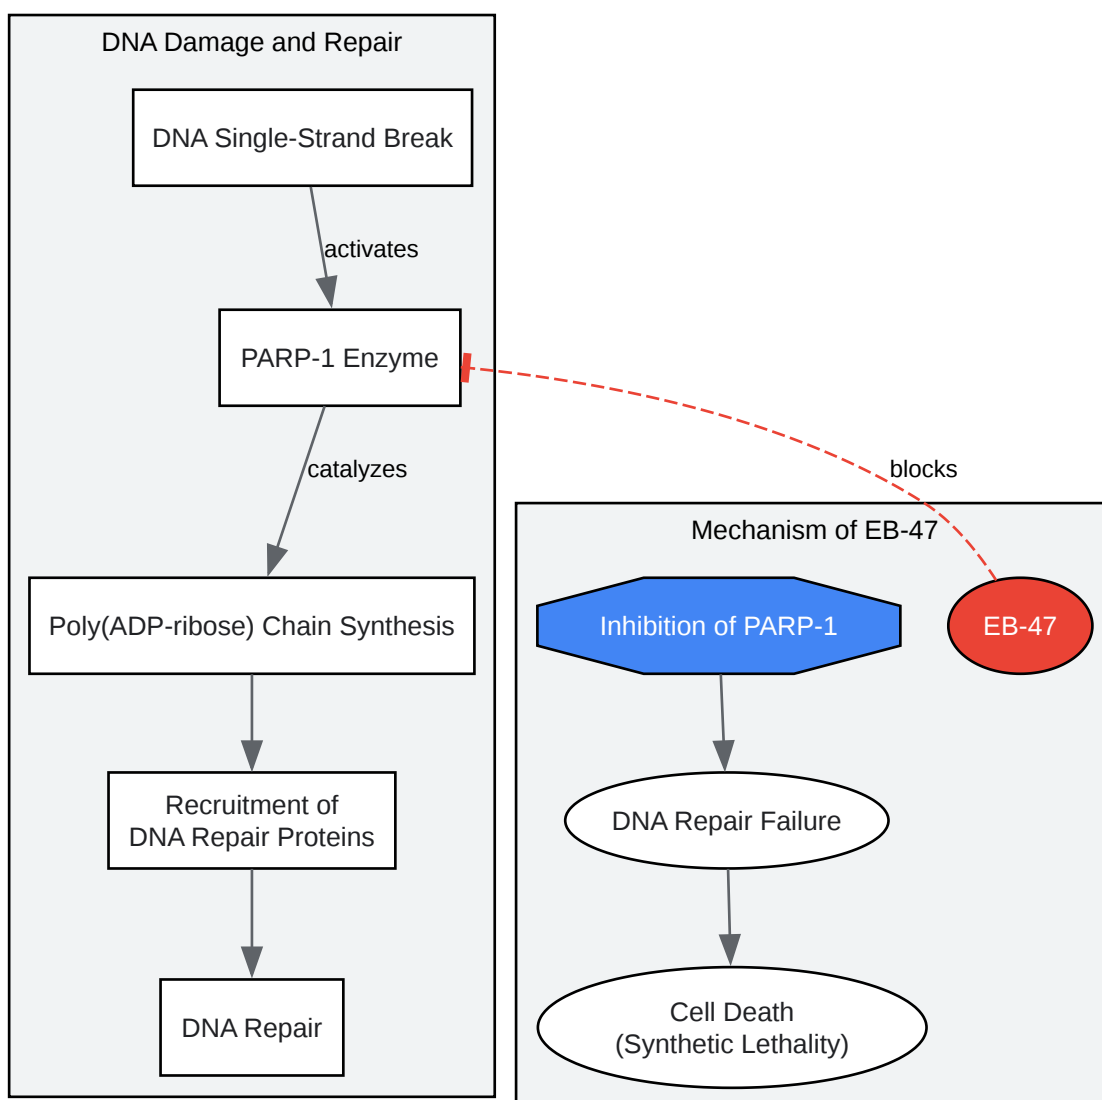 DNA Damage and Repair
DNA Single-Strand Break
activates
PARP-1 Enzyme
catalyzes
Poly(ADP-ribose) Chain Synthesis
Recruitment of
DNA Repair Proteins
DNA Repair
blocks
Mechanism of EB-47
Inhibition of PARP-1
EB-47
DNA Repair Failure
Cell Death
(Synthetic Lethality)